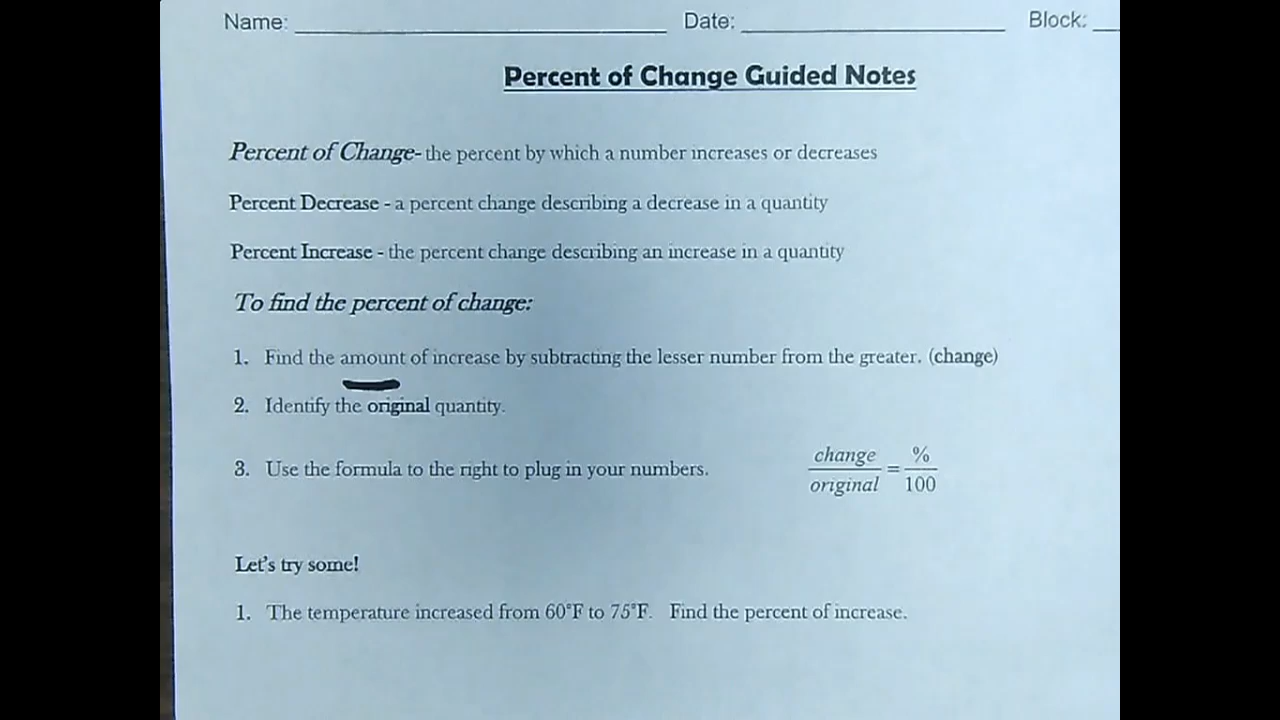 Name: Date: Block:
Percent of Change Guided Notes
Percent of Change- the percent by which a number increases or decreases
Percent Decrease - a percent change describing a decrease in a quantity
Percent Increase - the percent change describing an increase in a quantity
To find the percent of change:
1. Find the amount of increase by subtracting the lesser number from the greater. (change)
2. Identify the original quantity.
3. Use the formula to the right to plug in your numbers. change/original = %/100
Let's try some!
1. The temperature increased from 60°F to 75°F. Find the percent of increase.